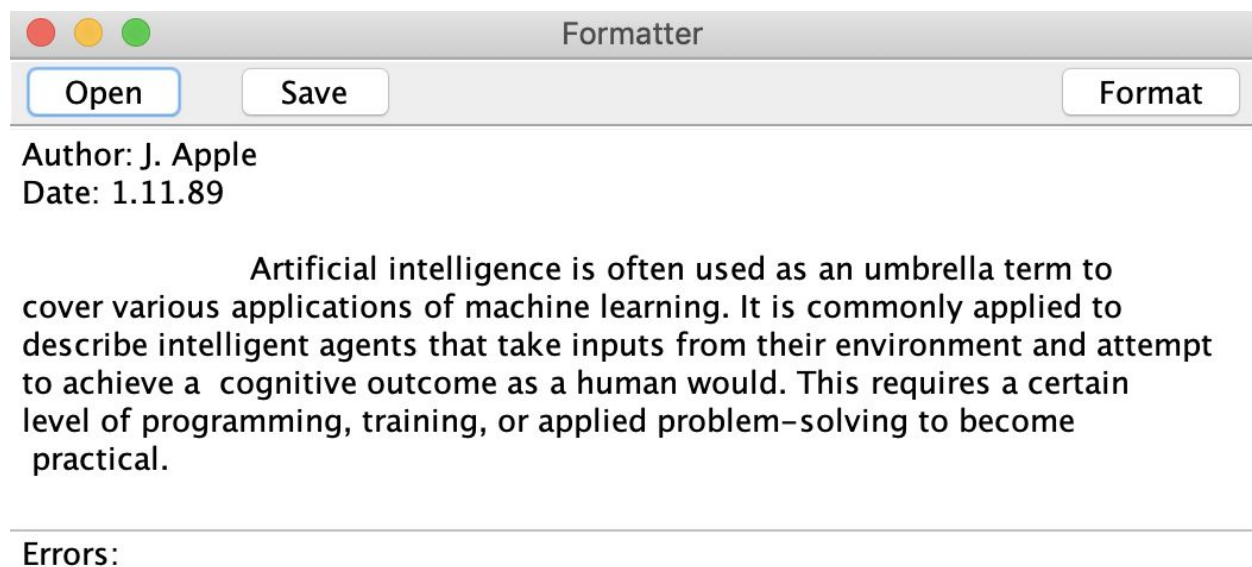 Formatter
Open Save Format
Author: J. Apple
Date: 1.11.89
Artificial intelligence is often used as an umbrella term to
cover various applications of machine learning. It is commonly applied to
describe intelligent agents that take inputs from their environment and attempt
to achieve a  cognitive outcome as a human would. This requires a certain
level of programming, training, or applied problem-solving to become
practical.
Errors: